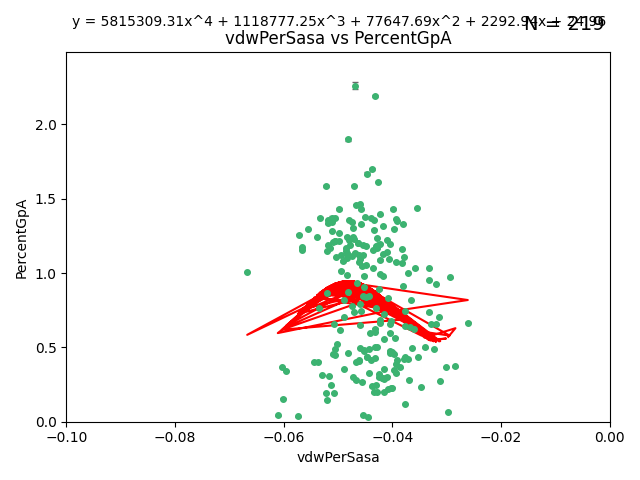 y = 5815309.31x^4 + 1118777.25x^3 + 77647.69x^2 + 2292.94x + 24.96
N = 219
vdwPerSasa vs PercentGpA
PercentGpA
2.0
1.5
1.0
0.5
0.0
−0.10 −0.08 −0.06 −0.04 −0.02 0.00
vdwPerSasa